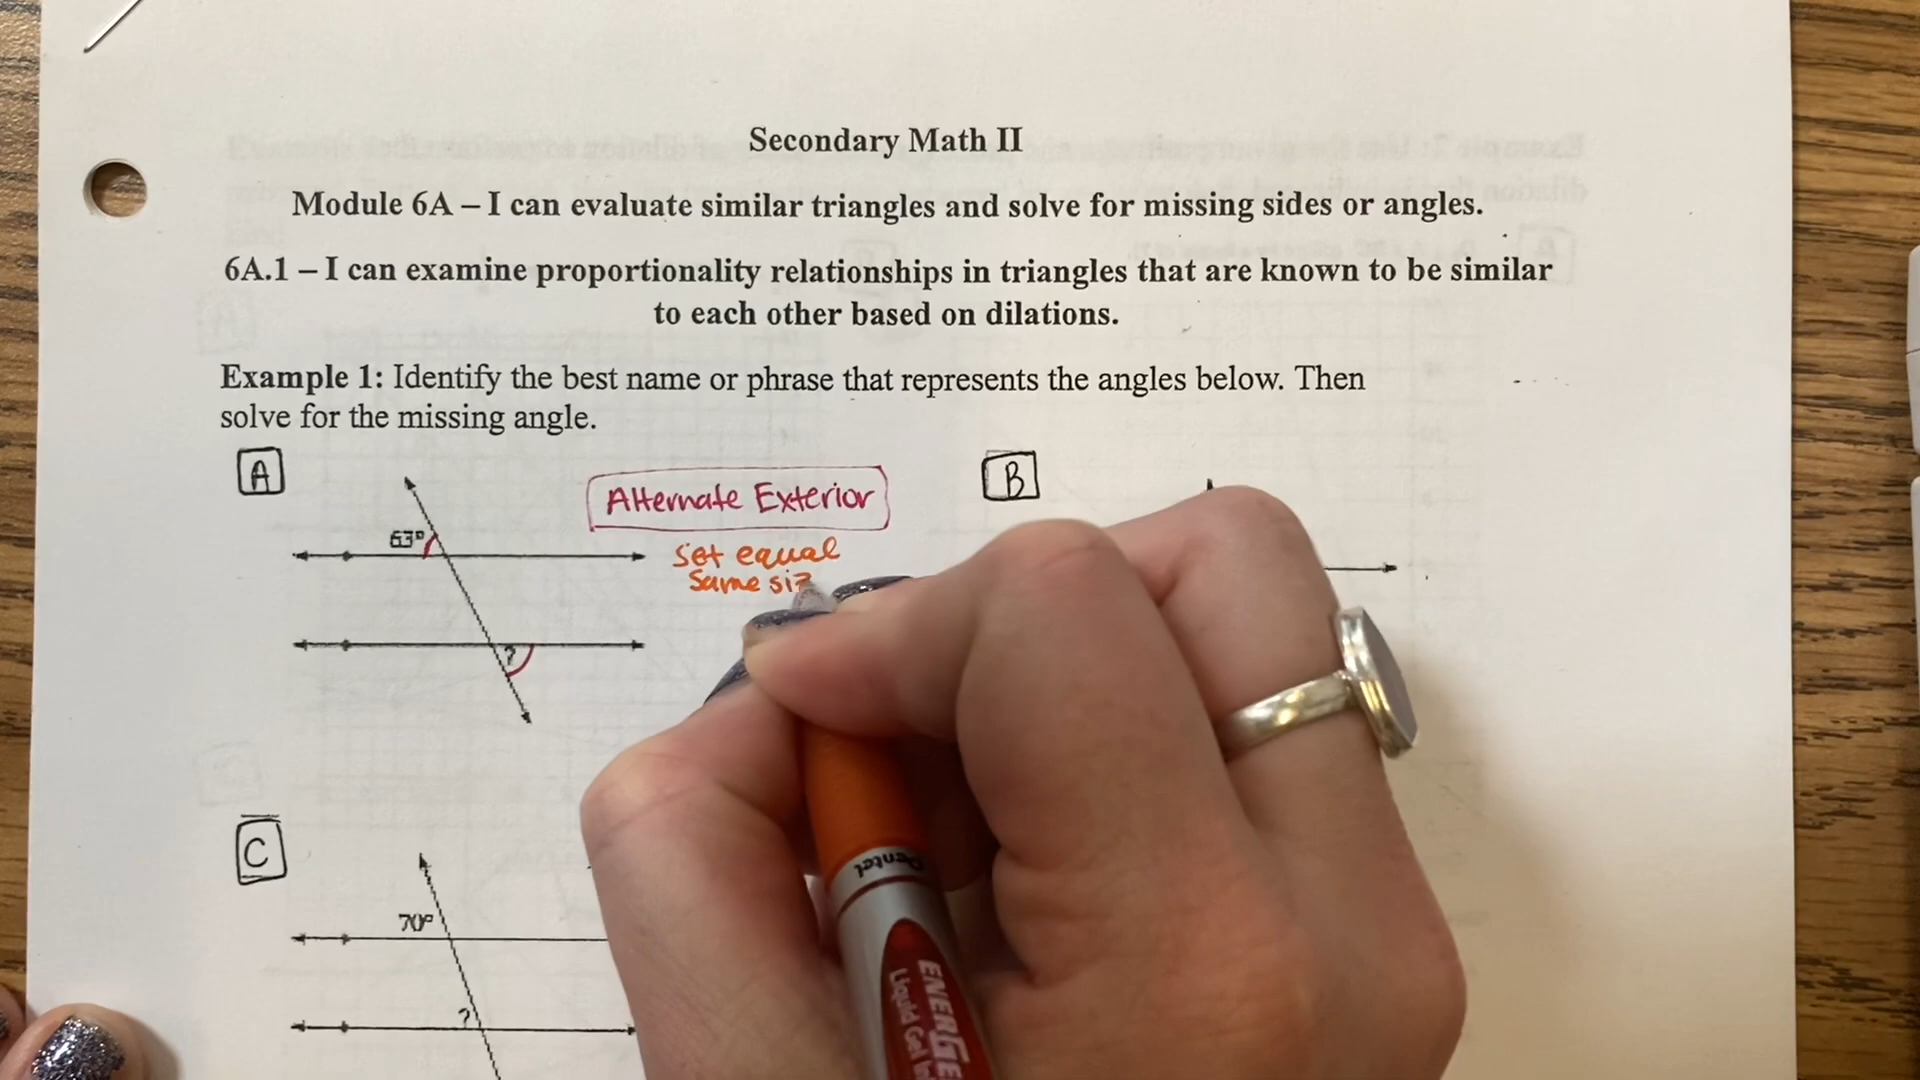 Secondary Math II
Module 6A – I can evaluate similar triangles and solve for missing sides or angles.
6A.1 – I can examine proportionality relationships in triangles that are known to be similar
to each other based on dilations.
Example 1: Identify the best name or phrase that represents the angles below. Then
solve for the missing angle.
A
Alternate Exterior
B
63°
Set equal
Same siz
?
C
70°
?
Pentel
ENERGE
Liquid Gel In